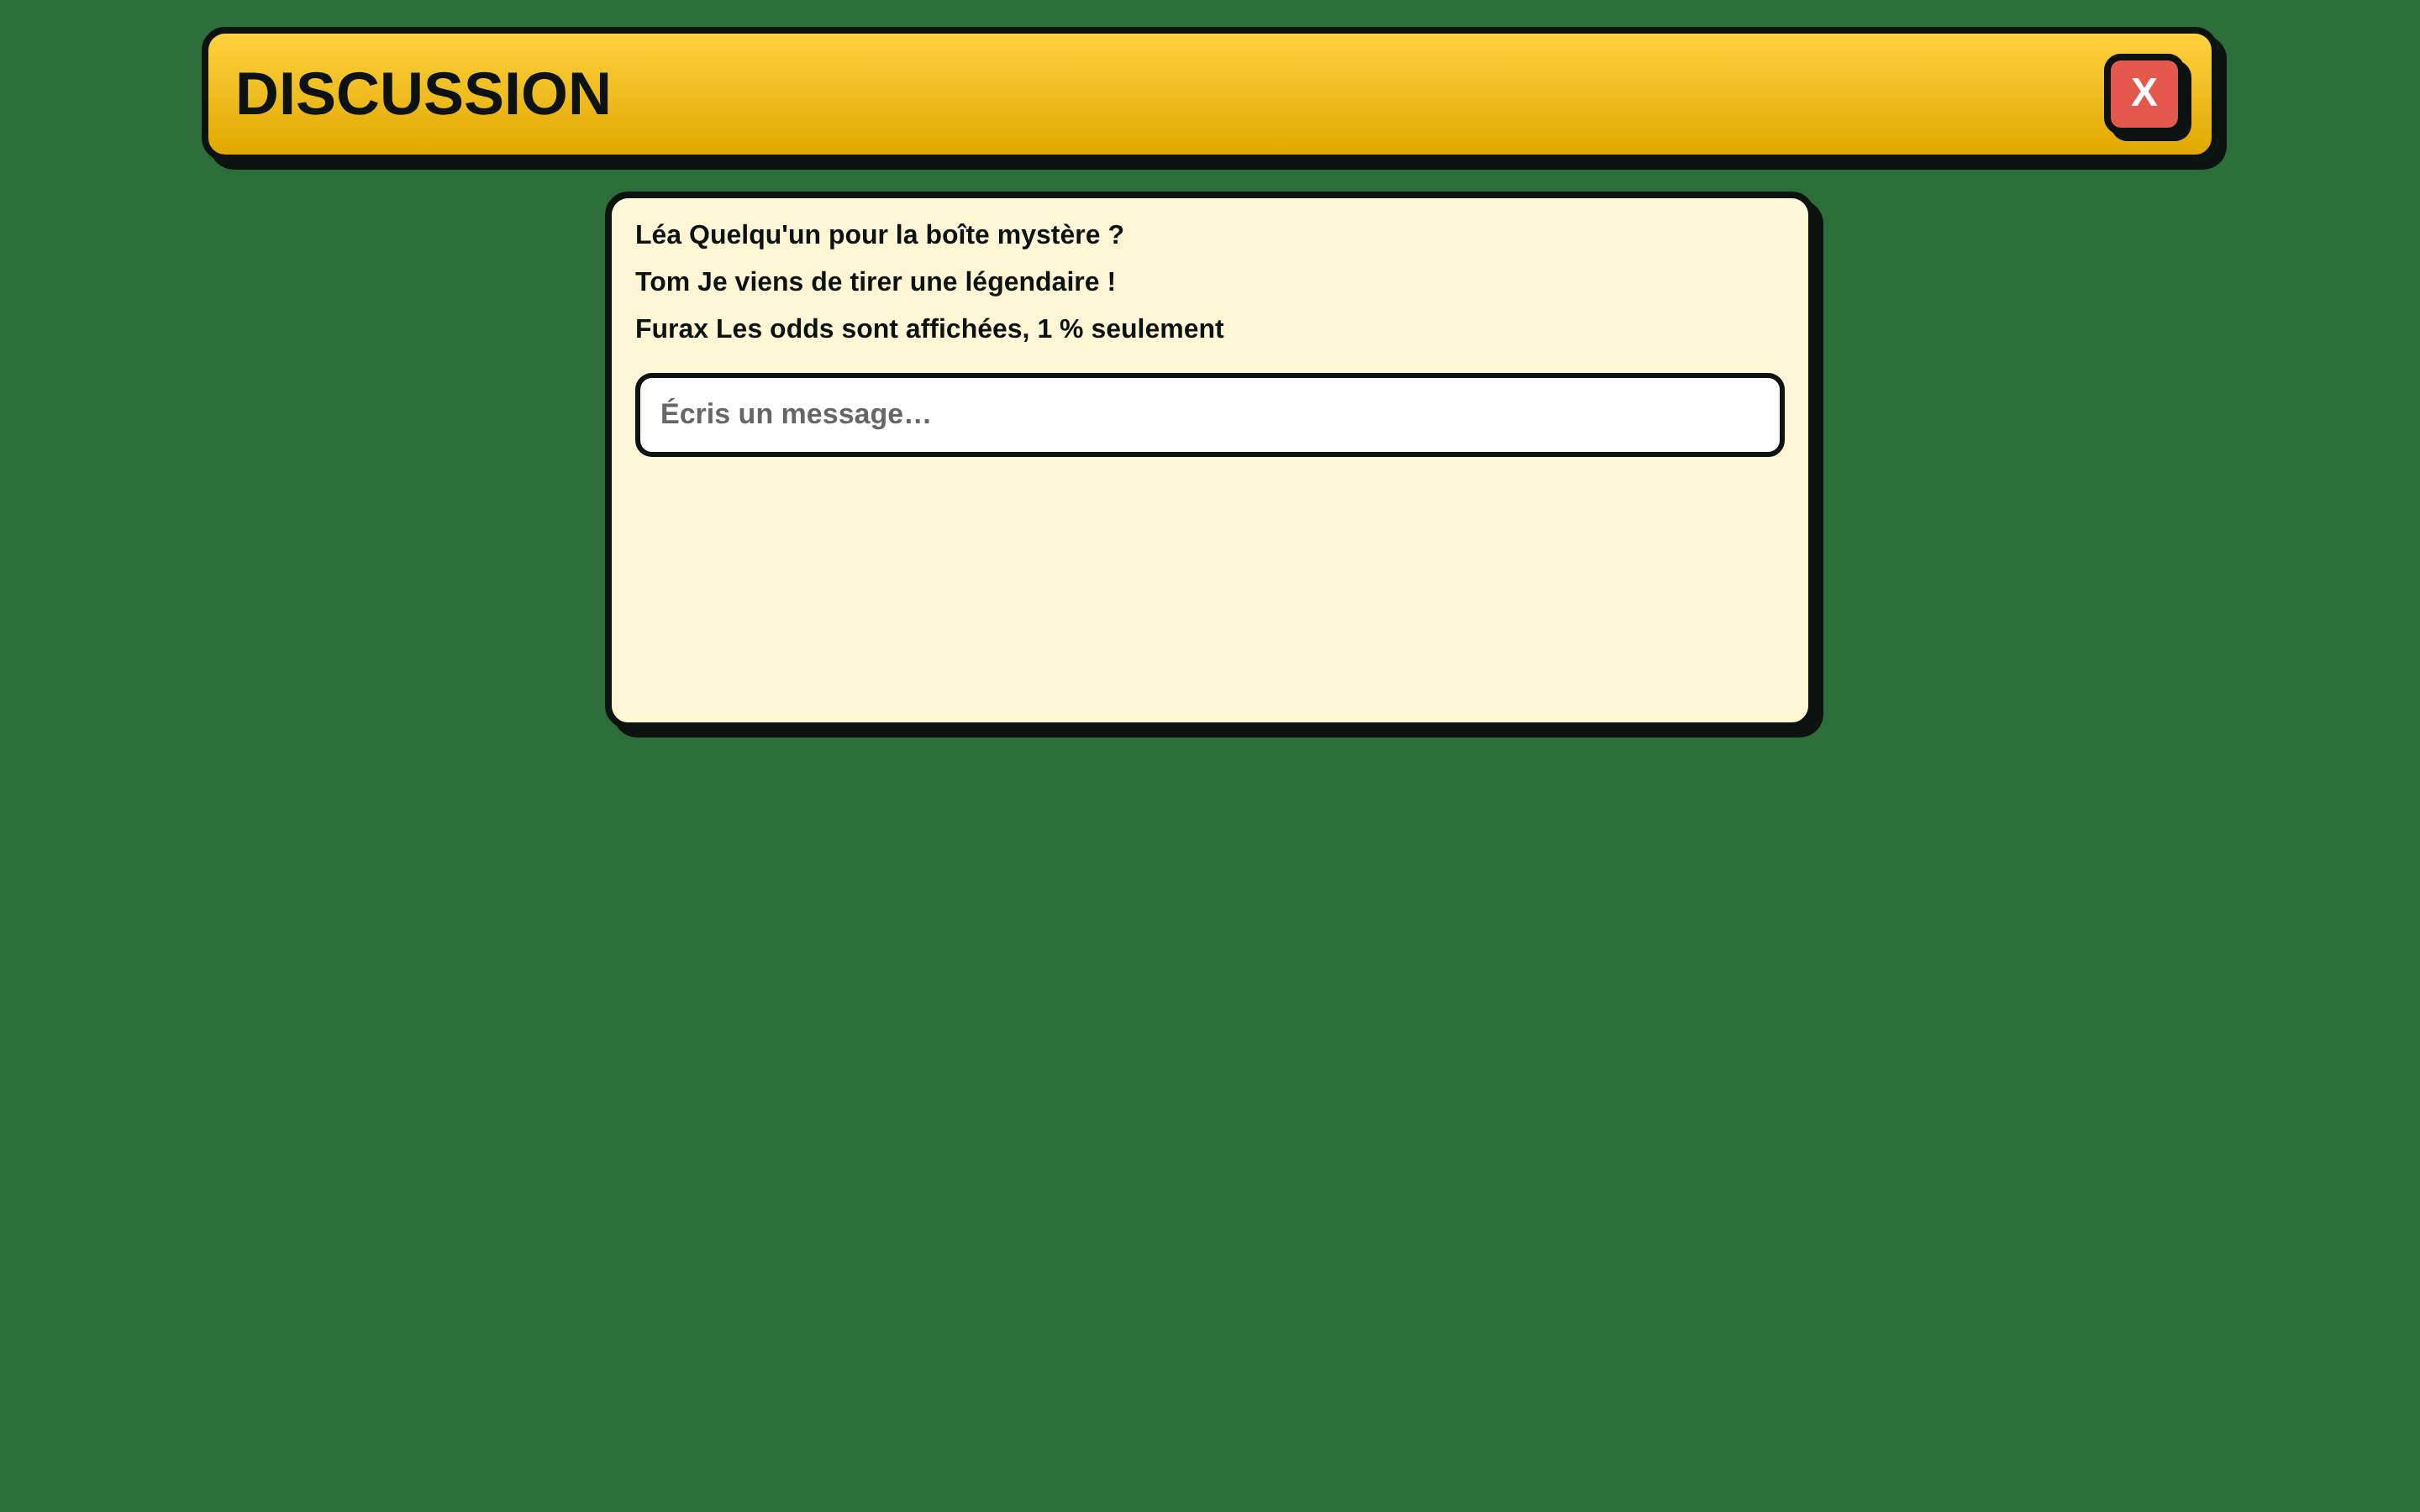 DISCUSSION
X
Léa Quelqu'un pour la boîte mystère ?
Tom Je viens de tirer une légendaire !
Furax Les odds sont affichées, 1 % seulement
Écris un message…